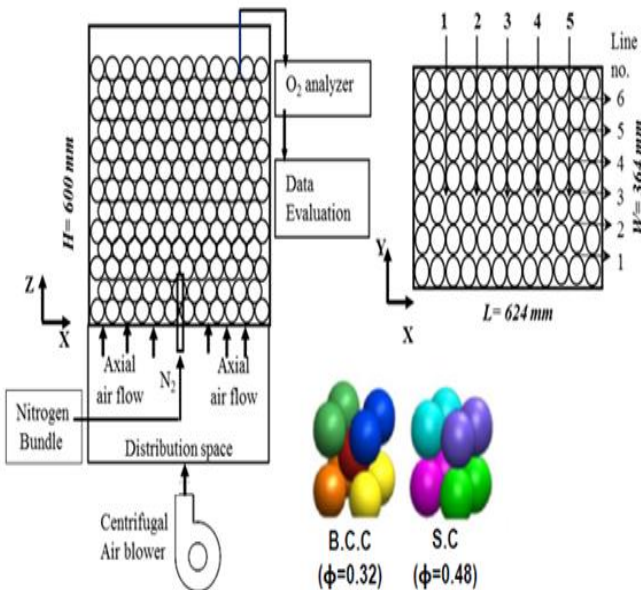 O2 analyzer
Data
Evaluation
H= 600 mm
Z
X
Axial
air flow
N2
Axial
air flow
Nitrogen
Bundle
Distribution space
Centrifugal
Air blower
1 2 3 4 5
Line
no.
6
5
4
3
2
1
W= 364 mm
Y
X
L= 624 mm
B.C.C
(ϕ=0.32)
S.C
(ϕ=0.48)